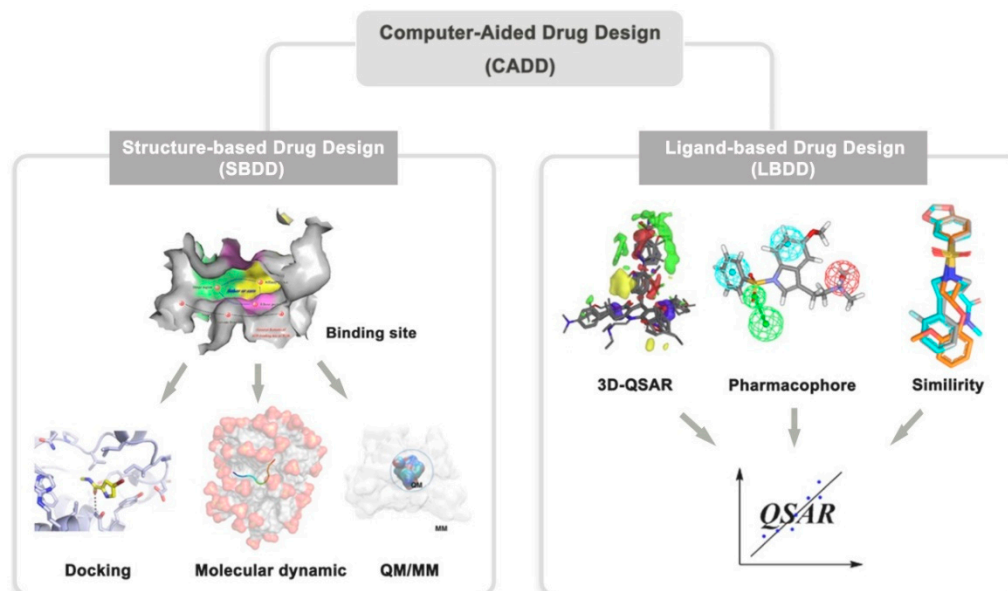 Computer-Aided Drug Design
(CADD)
Structure-based Drug Design
(SBDD)
Ligand-based Drug Design
(LBDD)
Binding site
3D-QSAR
Pharmacophore
Similirity
Docking
Molecular dynamic
QM/MM
QM
MM
QSAR